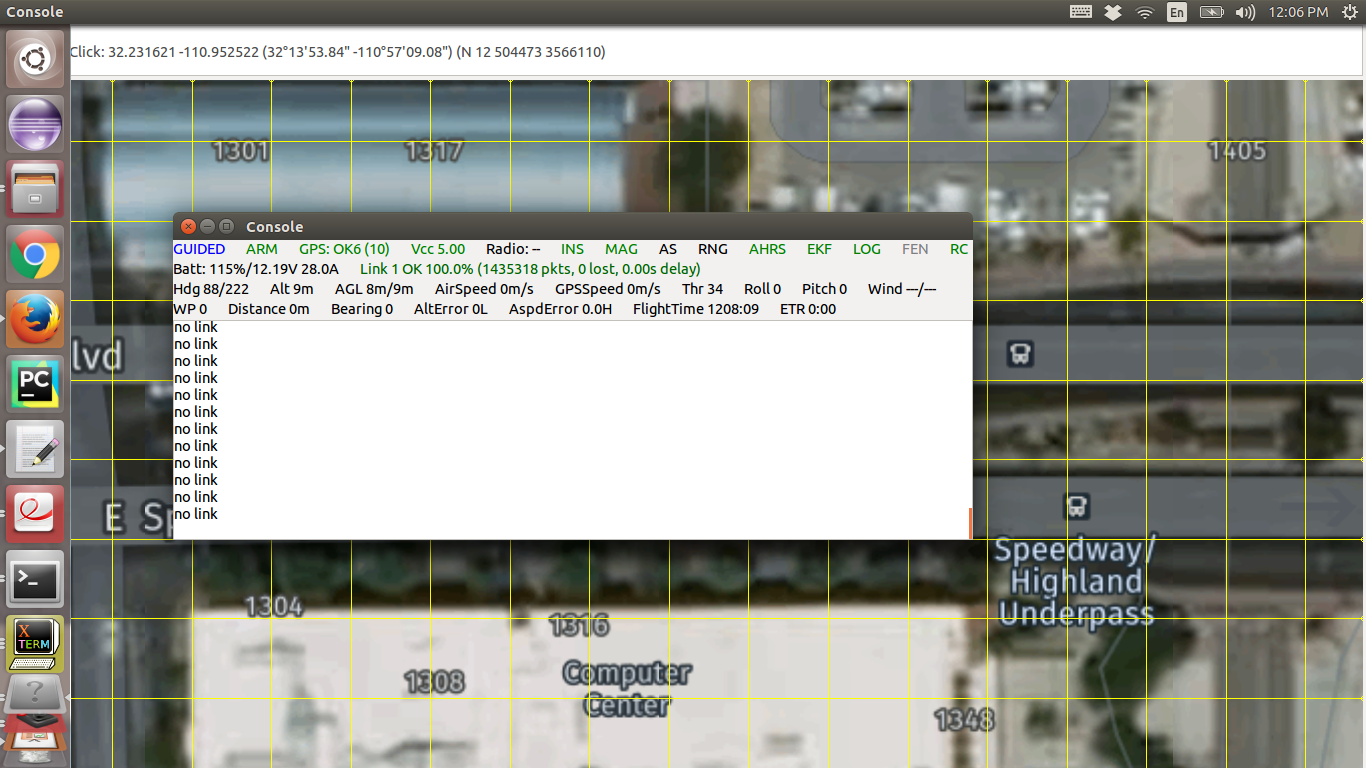 Console
En
12:06 PM
Click: 32.231621 -110.952522 (32°13'53.84" -110°57'09.08") (N 12 504473 3566110)
1301
1317
1405
Console
GUIDED ARM GPS: OK6 (10) Vcc 5.00 Radio: -- INS MAG AS RNG AHRS EKF LOG FEN RC
Batt: 115%/12.19V 28.0A Link 1 OK 100.0% (1435318 pkts, 0 lost, 0.00s delay)
Hdg 88/222 Alt 9m AGL 8m/9m AirSpeed 0m/s GPSSpeed 0m/s Thr 34 Roll 0 Pitch 0 Wind ---/---
WP 0 Distance 0m Bearing 0 AltError 0L AspdError 0.0H FlightTime 1208:09 ETR 0:00
no link
no link
no link
no link
no link
no link
no link
no link
no link
no link
no link
no link
lvd
PC
E Sp
Speedway/
Highland
Underpass
X
TERM
1304
1316
1308
Computer
Center
1348